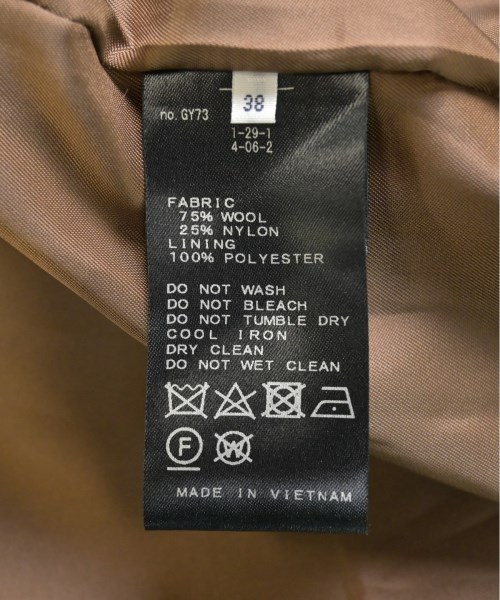 38
no. GY73
1-29-1
4-06-2
FABRIC
75% WOOL
25% NYLON
LINING
100% POLYESTER
DO NOT WASH
DO NOT BLEACH
DO NOT TUMBLE DRY
COOL IRON
DRY CLEAN
DO NOT WET CLEAN
F W
MADE IN VIETNAM